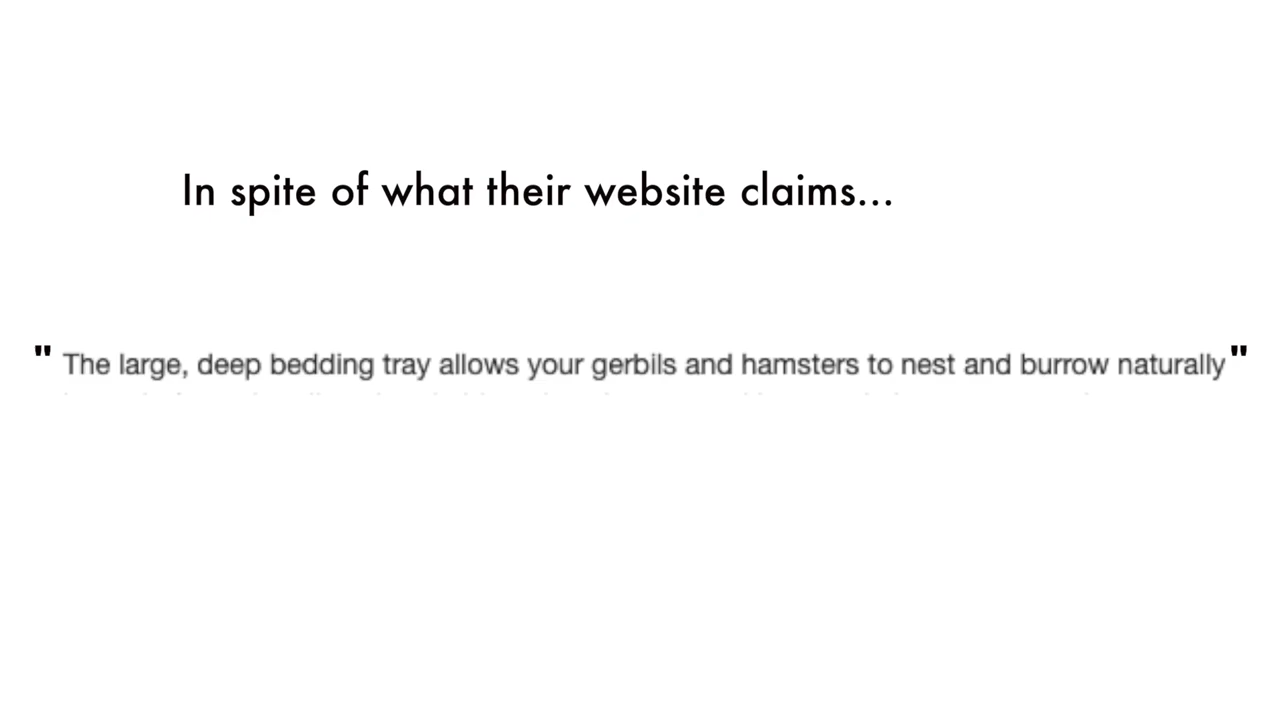 In spite of what their website claims...
" The large, deep bedding tray allows your gerbils and hamsters to nest and burrow naturally "